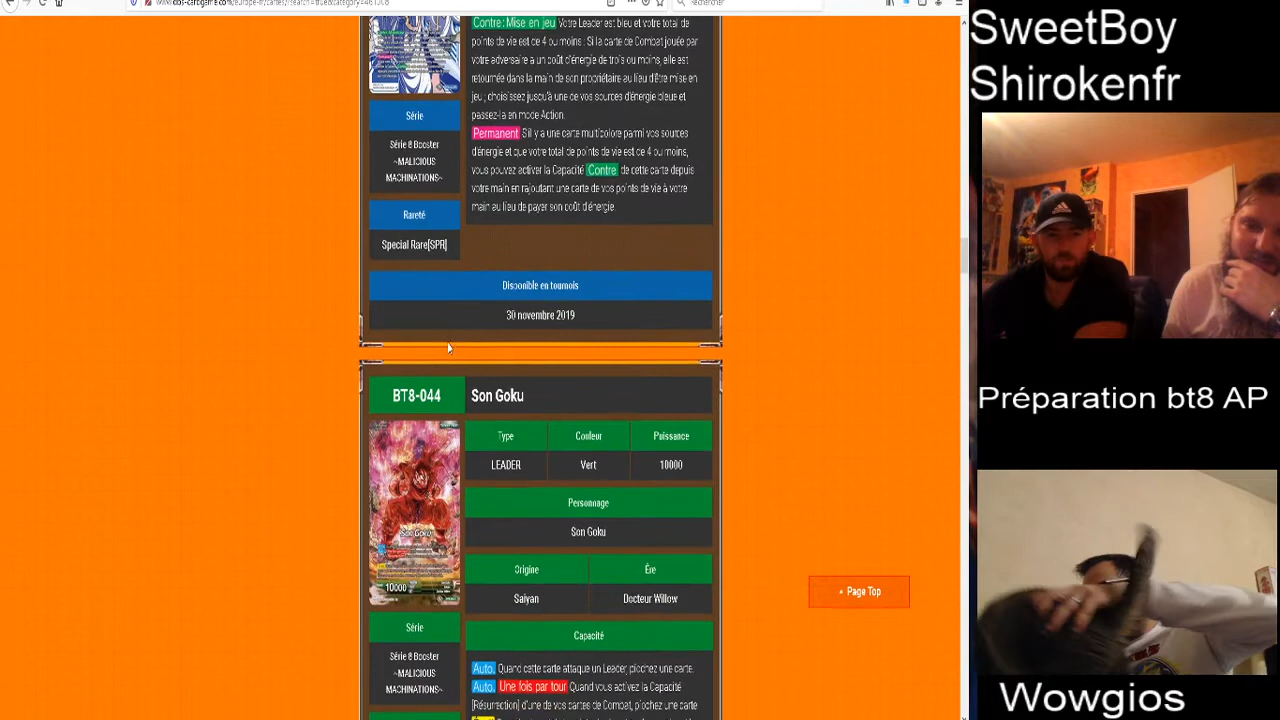 Rechercher
SweetBoy
Shirokenfr
Contre : Mise en jeu Votre Leader est bleu et votre total de
points de vie est de 4 ou moins : Si la carte de Combat jouée par
votre adversaire a un coût d'énergie de trois ou moins, elle est
retournée dans la main de son propriétaire au lieu d'être mise en
jeu ; choisissez jusqu'à une de vos sources d'énergie bleue et
passez-la en mode Action.
Permanent S'il y a une carte multicolore parmi vos sources
d'énergie et que votre total de points de vie est de 4 ou moins,
vous pouvez activer la Capacité Contre de cette carte depuis
votre main en rajoutant une carte de vos points de vie à votre
main au lieu de payer son coût d'énergie.
Série
Série 8 Booster
~MALICIOUS
MACHINATIONS~
Rareté
Special Rare[SPR]
Disponible en tournois
30 novembre 2019
BT8-044 Son Goku
Type Couleur Puissance
LEADER Vert 10000
Personnage
Son Goku
Origine Ère
Saiyan Docteur Willow
Capacité
Auto. Quand cette carte attaque un Leader, piochez une carte.
Auto. Une fois par tour Quand vous activez la Capacité
[Résurrection] d'une de vos cartes de Combat, piochez une carte
Son Goku
10000
Série
Série 8 Booster
~MALICIOUS
MACHINATIONS~
Page Top
Préparation bt8 AP
Wowgios